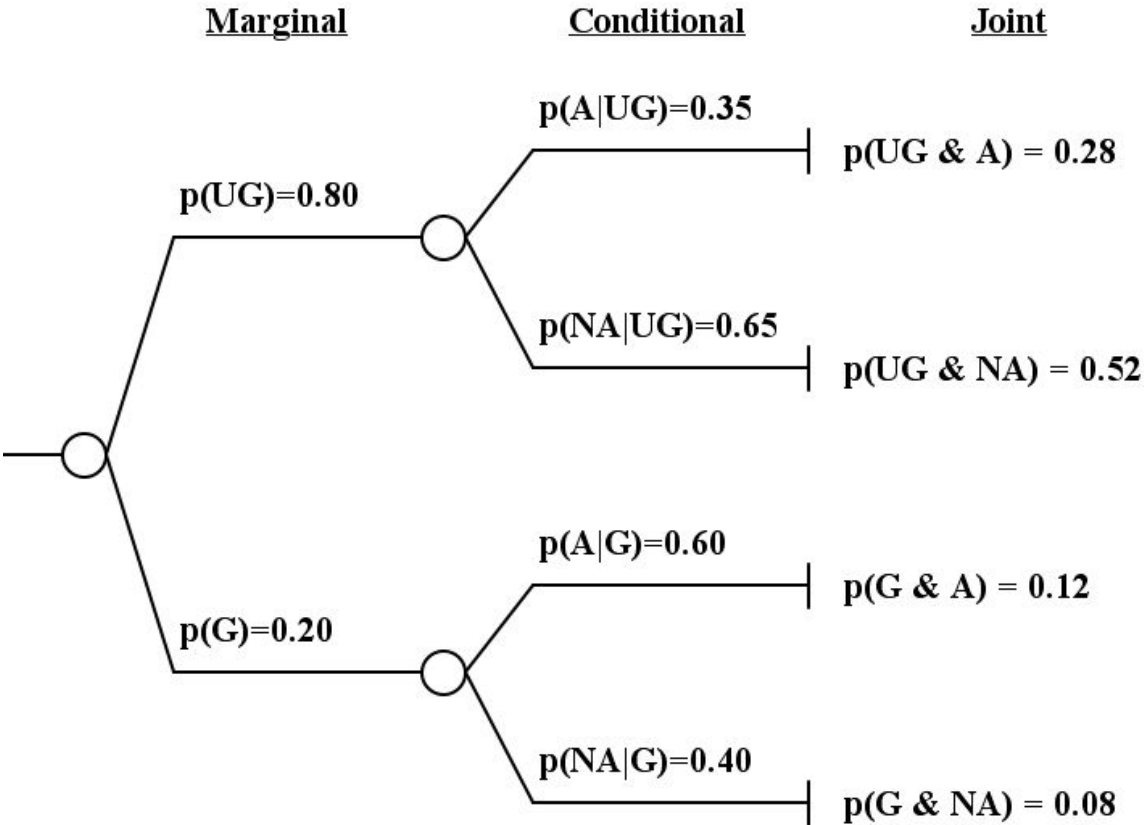 Marginal Conditional Joint
p(A|UG)=0.35
p(UG & A) = 0.28
p(UG)=0.80
p(NA|UG)=0.65
p(UG & NA) = 0.52
p(A|G)=0.60
p(G & A) = 0.12
p(G)=0.20
p(NA|G)=0.40
p(G & NA) = 0.08